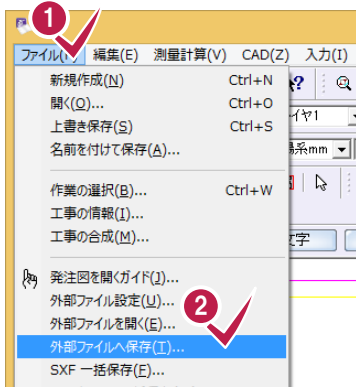 1
ファイル(F) 編集(E) 測量計算(V) CAD(Z) 入力(I)
新規作成(N) Ctrl+N
開く(O)... Ctrl+O
上書き保存(S) Ctrl+S
名前を付けて保存(A)...
イヤ1
系mm
作業の選択(B)... Ctrl+W
工事の情報(I)...
工事の合成(M)...
文字
発注図を開くガイド(J)...
外部ファイル設定(U)...
2
外部ファイルを開く(E)...
外部ファイルへ保存(T)...
SXF 一括保存(F)...